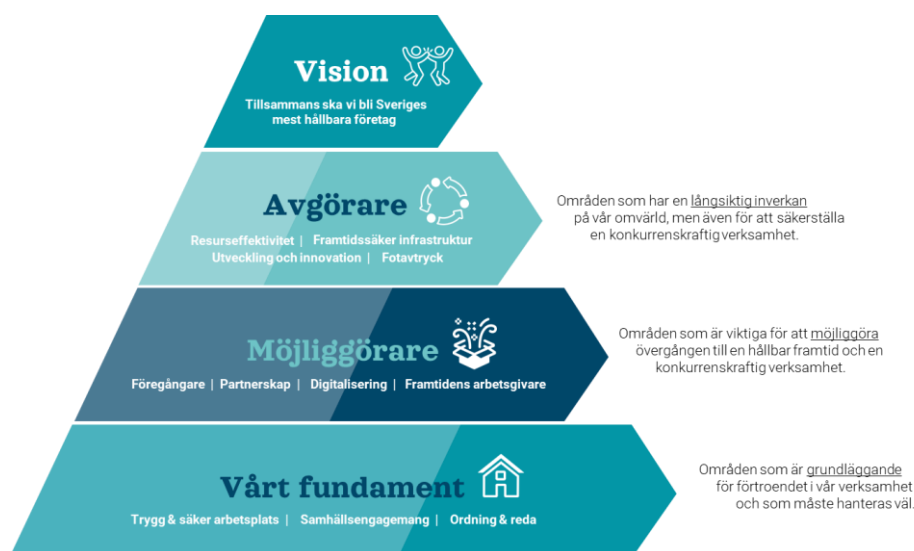 Vision
Tillsammans ska vi bli Sveriges
mest hållbara företag
Avgörare
Resurseffektivitet | Framtidssäker infrastruktur
Utveckling och innovation | Fotavtryck
Områden som har en långsiktig inverkan
på vår omvärld, men även för att säkerställa
en konkurrenskraftig verksamhet.
Möjliggörare
Föregångare | Partnerskap | Digitalisering | Framtidens arbetsgivare
Områden som är viktiga för att möjliggöra
övergången till en hållbar framtid och en
konkurrenskraftig verksamhet.
Vårt fundament
Trygg & säker arbetsplats | Samhällsengagemang | Ordning & reda
Områden som är grundläggande
för förtroendet i vår verksamhet
och som måste hanteras väl.